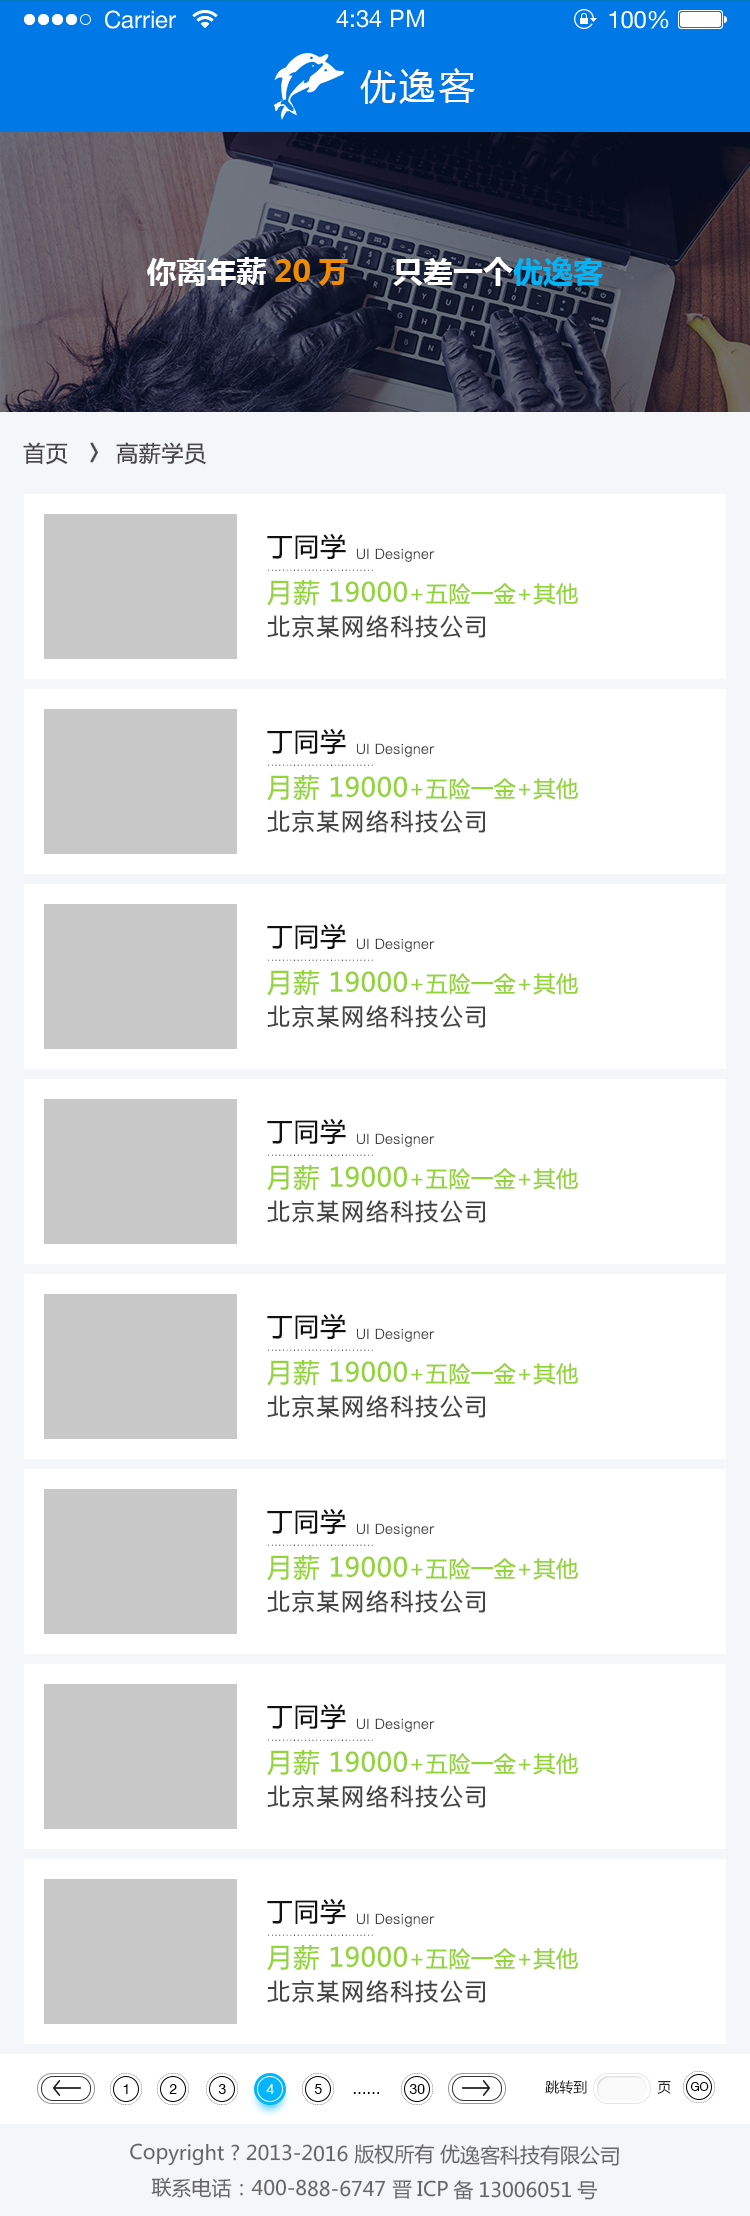 Carrier 4:34 PM 100%
优逸客
你离年薪 20 万 只差一个优逸客
首页 > 高薪学员
丁同学 UI Designer
月薪 19000+五险一金+其他
北京某网络科技公司
丁同学 UI Designer
月薪 19000+五险一金+其他
北京某网络科技公司
丁同学 UI Designer
月薪 19000+五险一金+其他
北京某网络科技公司
丁同学 UI Designer
月薪 19000+五险一金+其他
北京某网络科技公司
丁同学 UI Designer
月薪 19000+五险一金+其他
北京某网络科技公司
丁同学 UI Designer
月薪 19000+五险一金+其他
北京某网络科技公司
丁同学 UI Designer
月薪 19000+五险一金+其他
北京某网络科技公司
丁同学 UI Designer
月薪 19000+五险一金+其他
北京某网络科技公司
1 2 3 4 5 ...... 30 跳转到 页 GO
Copyright ? 2013-2016 版权所有 优逸客科技有限公司
联系电话：400-888-6747 晋 ICP 备 13006051 号